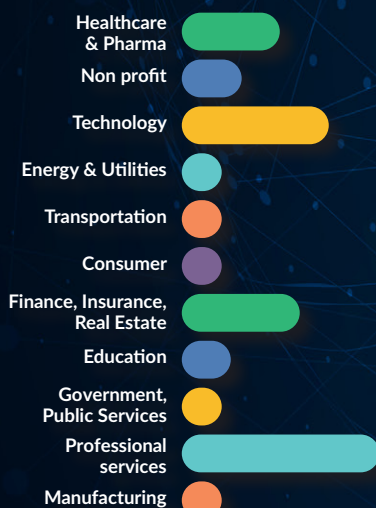 Healthcare
& Pharma
Non profit
Technology
Energy & Utilities
Transportation
Consumer
Finance, Insurance,
Real Estate
Education
Government,
Public Services
Professional
services
Manufacturing